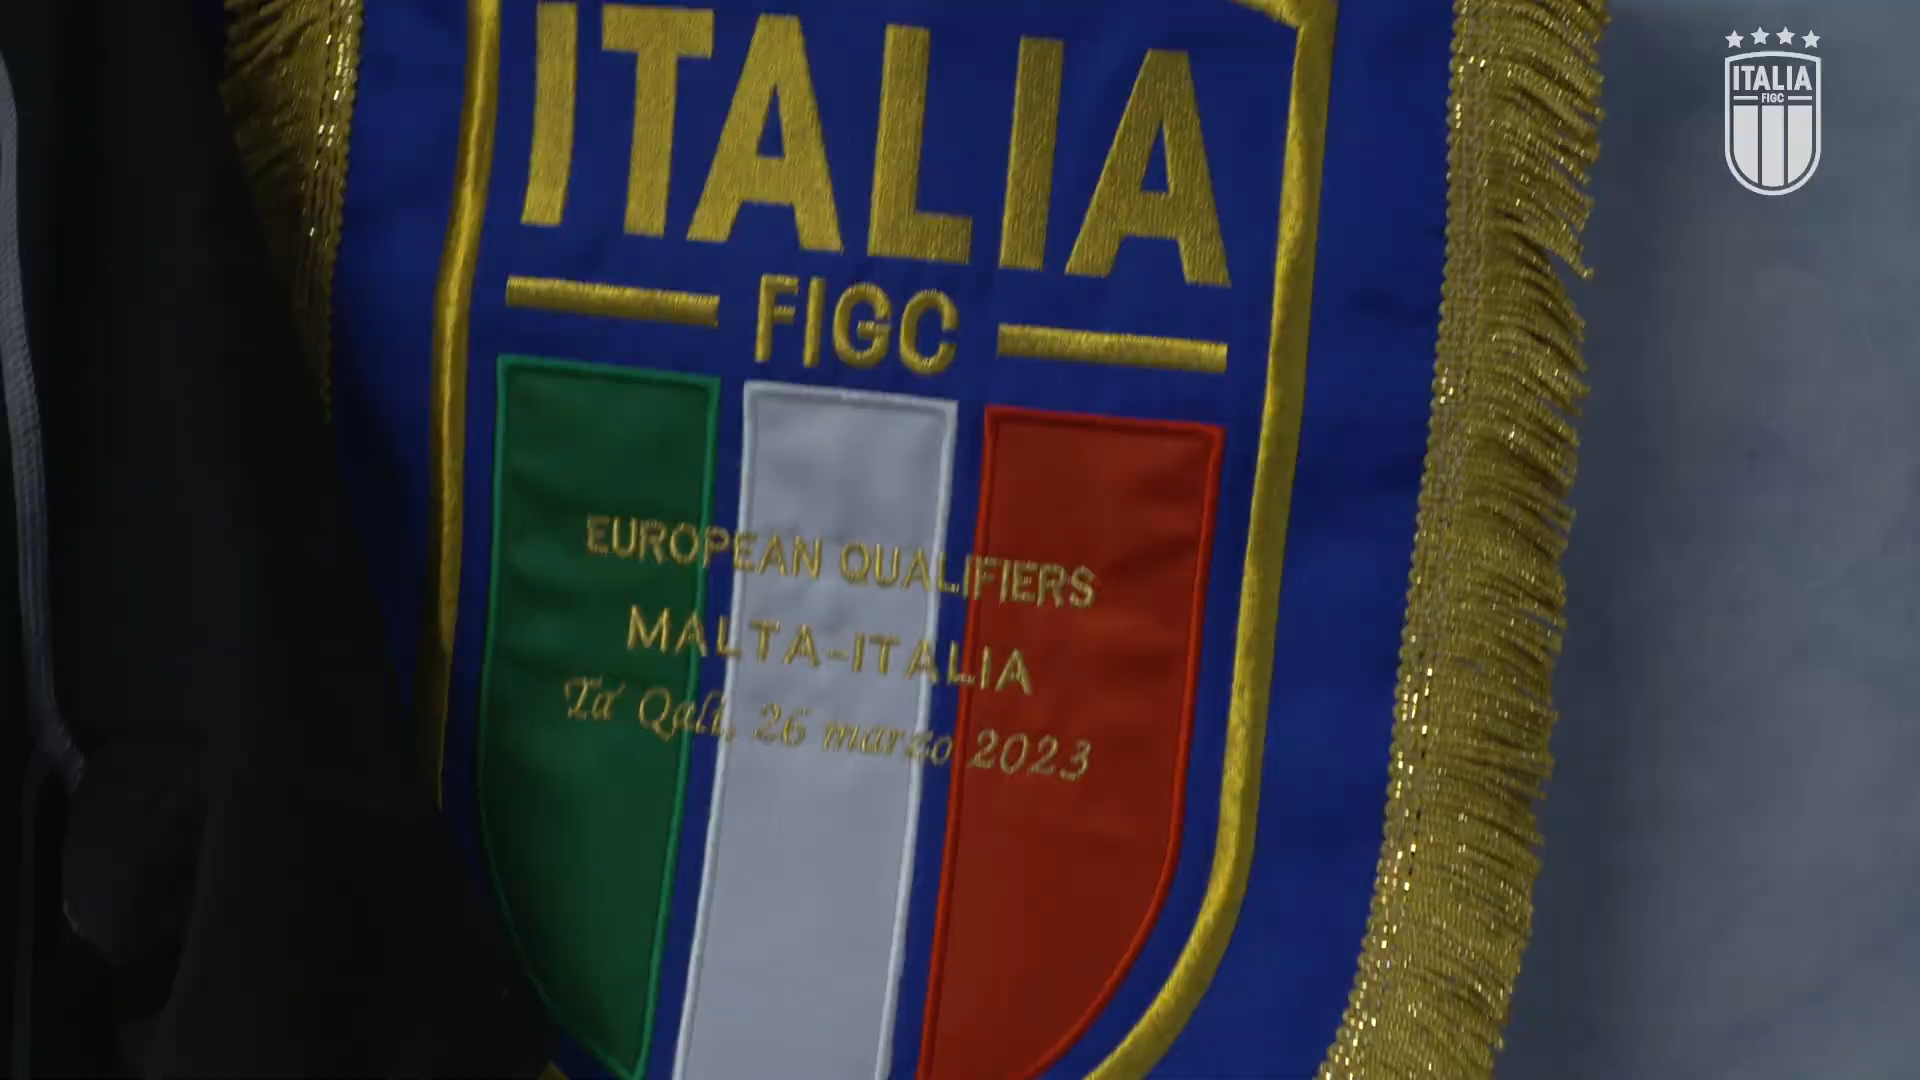 ITALIA
FIGC
EUROPEAN QUALIFIERS
MALTA-ITALIA
Ta' Qali, 26 marzo 2023
ITALIA
FIGC